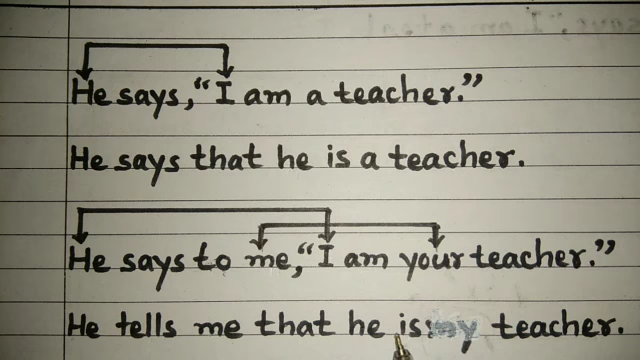 He says, “I am a teacher.”
He says that he is a teacher.
He says to me, “I am your teacher.”
He tells me that he is my teacher.